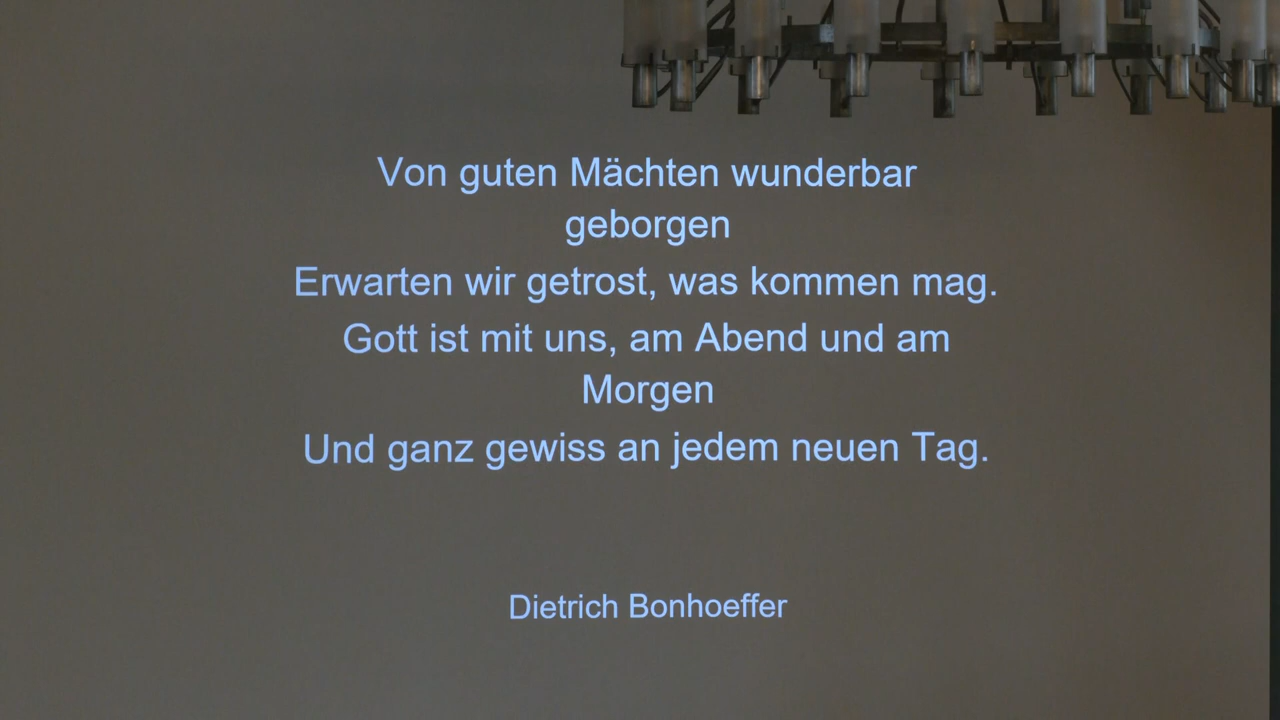 Von guten Mächten wunderbar
geborgen
Erwarten wir getrost, was kommen mag.
Gott ist mit uns, am Abend und am
Morgen
Und ganz gewiss an jedem neuen Tag.
Dietrich Bonhoeffer